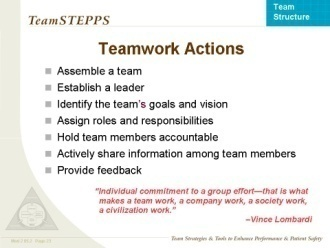 Team
Structure
TeamSTEPPS
Teamwork Actions
Assemble a team
Establish a leader
Identify the team's goals and vision
Assign roles and responsibilities
Hold team members accountable
Actively share information among team members
Provide feedback
"Individual commitment to a group effort—that is what
makes a team work, a company work, a society work,
a civilization work."
–Vince Lombardi
Team Strategies & Tools to Enhance Performance & Patient Safety